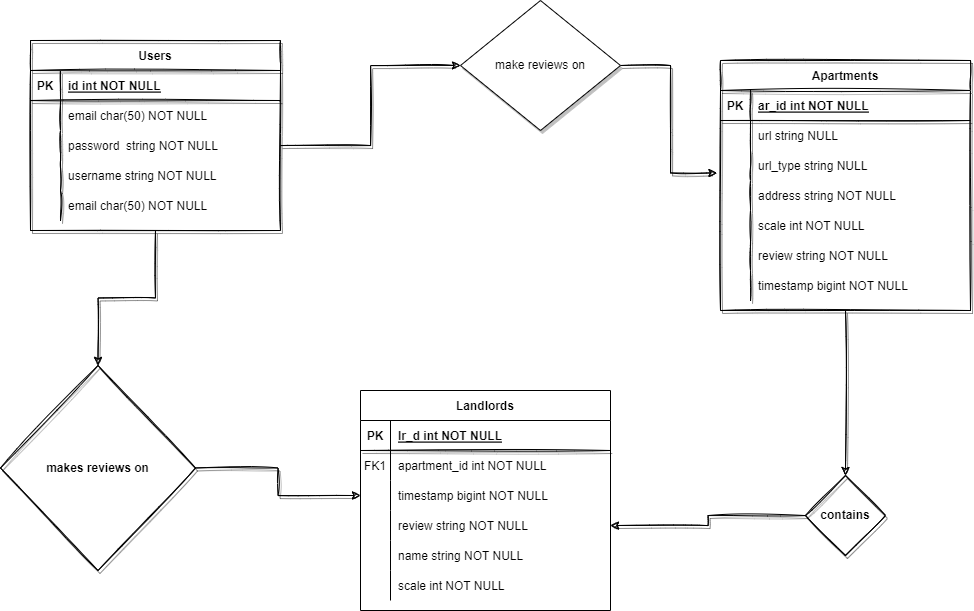 Users
PK id int NOT NULL
email char(50) NOT NULL
password  string NOT NULL
username string NOT NULL
email char(50) NOT NULL
make reviews on
Apartments
PK ar_id int NOT NULL
url string NULL
url_type string NULL
address string NOT NULL
scale int NOT NULL
review string NOT NULL
timestamp bigint NOT NULL
makes reviews on
Landlords
PK lr_d int NOT NULL
FK1 apartment_id int NOT NULL
timestamp bigint NOT NULL
review string NOT NULL
name string NOT NULL
scale int NOT NULL
contains